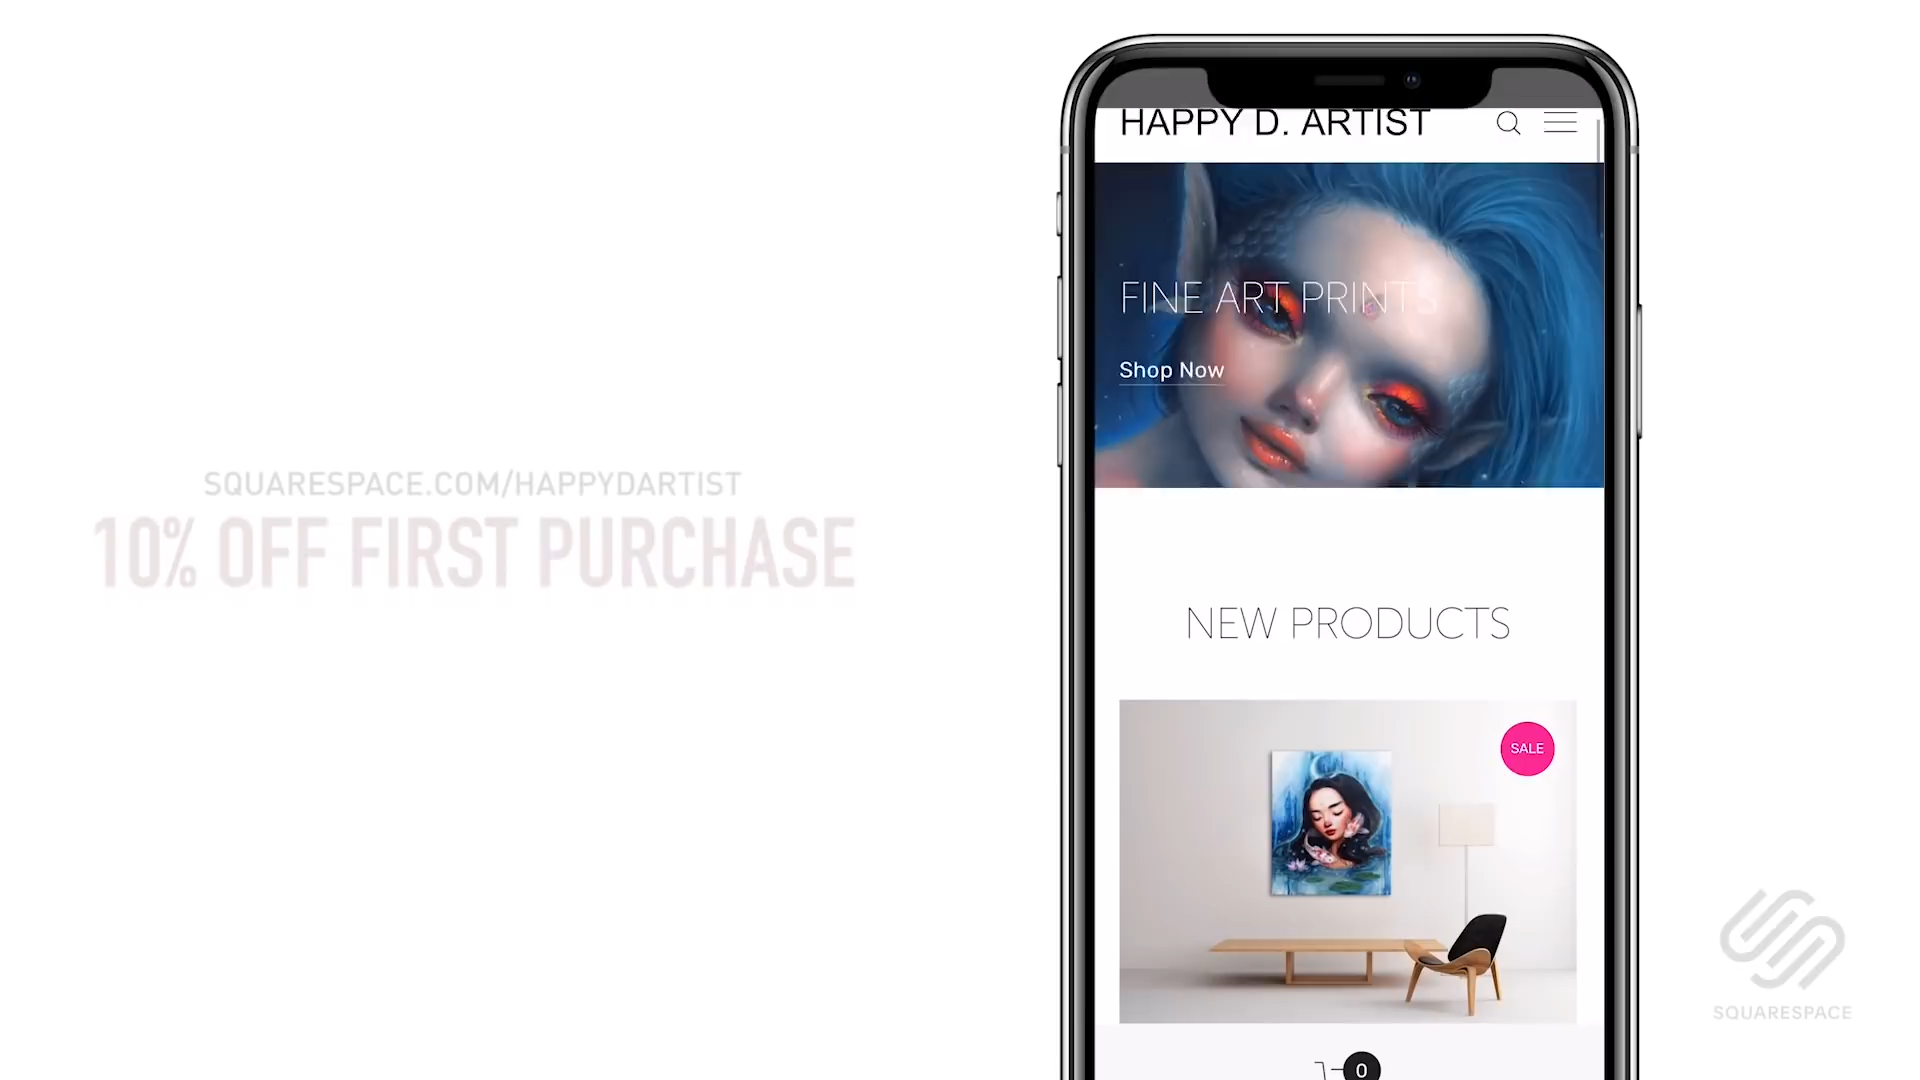 SQUARESPACE.COM/HAPPYDARTIST
10% OFF FIRST PURCHASE
HAPPY D. ARTIST
FINE ART PRINTS
Shop Now
NEW PRODUCTS
SALE
0
SQUARESPACE